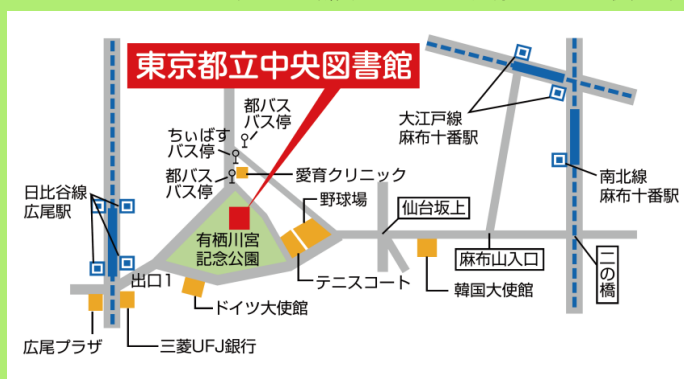 東京都立中央図書館
都バス
バス停
ちぃばす
バス停
都バス
バス停
愛育クリニック
野球場
仙台坂上
大江戸線
麻布十番駅
南北線
麻布十番駅
日比谷線
広尾駅
有栖川宮
記念公園
出口1
テニスコート
麻布山入口
二の橋
韓国大使館
ドイツ大使館
広尾プラザ
三菱UFJ銀行